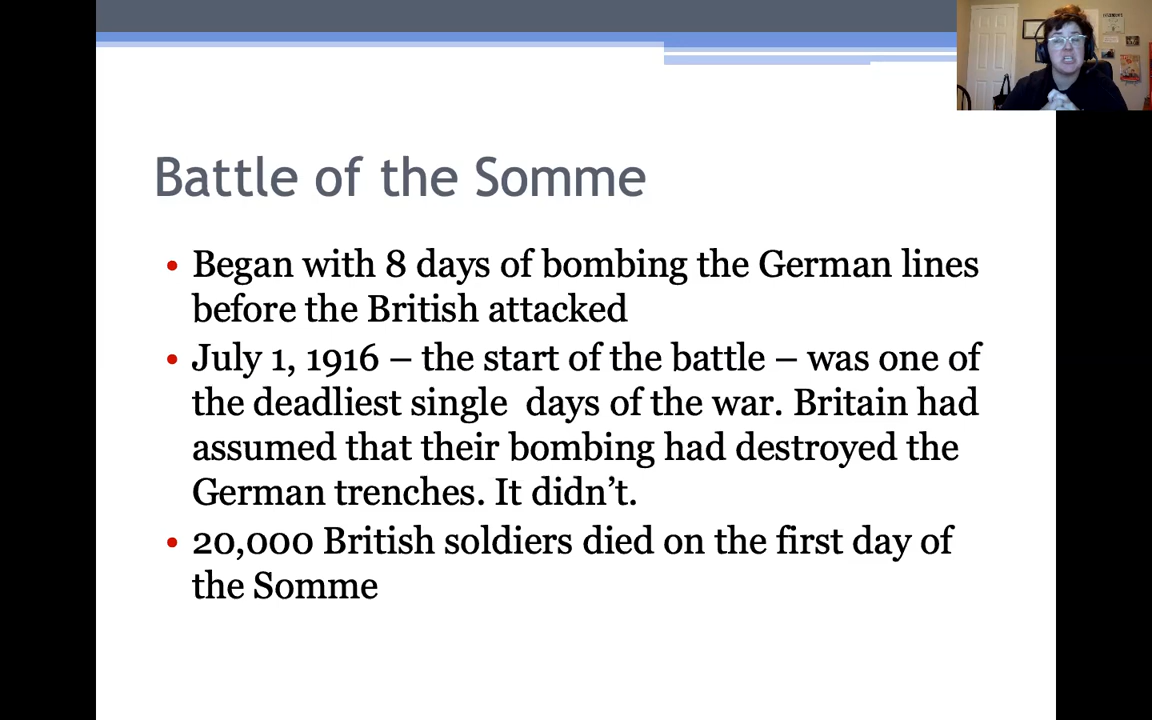 Battle of the Somme
• Began with 8 days of bombing the German lines
before the British attacked
• July 1, 1916 – the start of the battle – was one of
the deadliest single  days of the war. Britain had
assumed that their bombing had destroyed the
German trenches. It didn’t.
• 20,000 British soldiers died on the first day of
the Somme